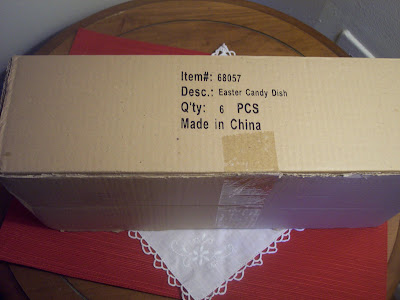 Item#: 68057
Desc.: Easter Candy Dish
Q'ty: 6 PCS
Made in China